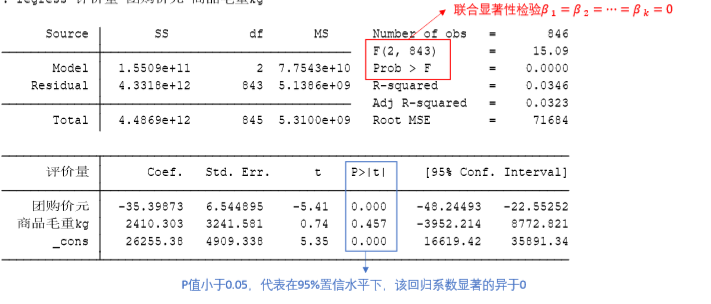 . regress 评价量 团购价元 商品毛重kg
联合显著性检验β₁ = β₂ = ⋯ = βₖ = 0
Source SS df MS Number of obs = 846
F(2, 843) = 15.09
Model 1.5509e+11 2 7.7543e+10 Prob > F = 0.0000
Residual 4.3318e+12 843 5.1386e+09 R-squared = 0.0346
Adj R-squared = 0.0323
Total 4.4869e+12 845 5.3100e+09 Root MSE = 71684
评价量 Coef. Std. Err. t P>|t| [95% Conf. Interval]
团购价元 -35.39873 6.544895 -5.41 0.000 -48.24493 -22.55252
商品毛重kg 2410.303 3241.581 0.74 0.457 -3952.214 8772.821
_cons 26255.38 4909.338 5.35 0.000 16619.42 35891.34
P值小于0.05，代表在95%置信水平下，该回归系数显著的异于0